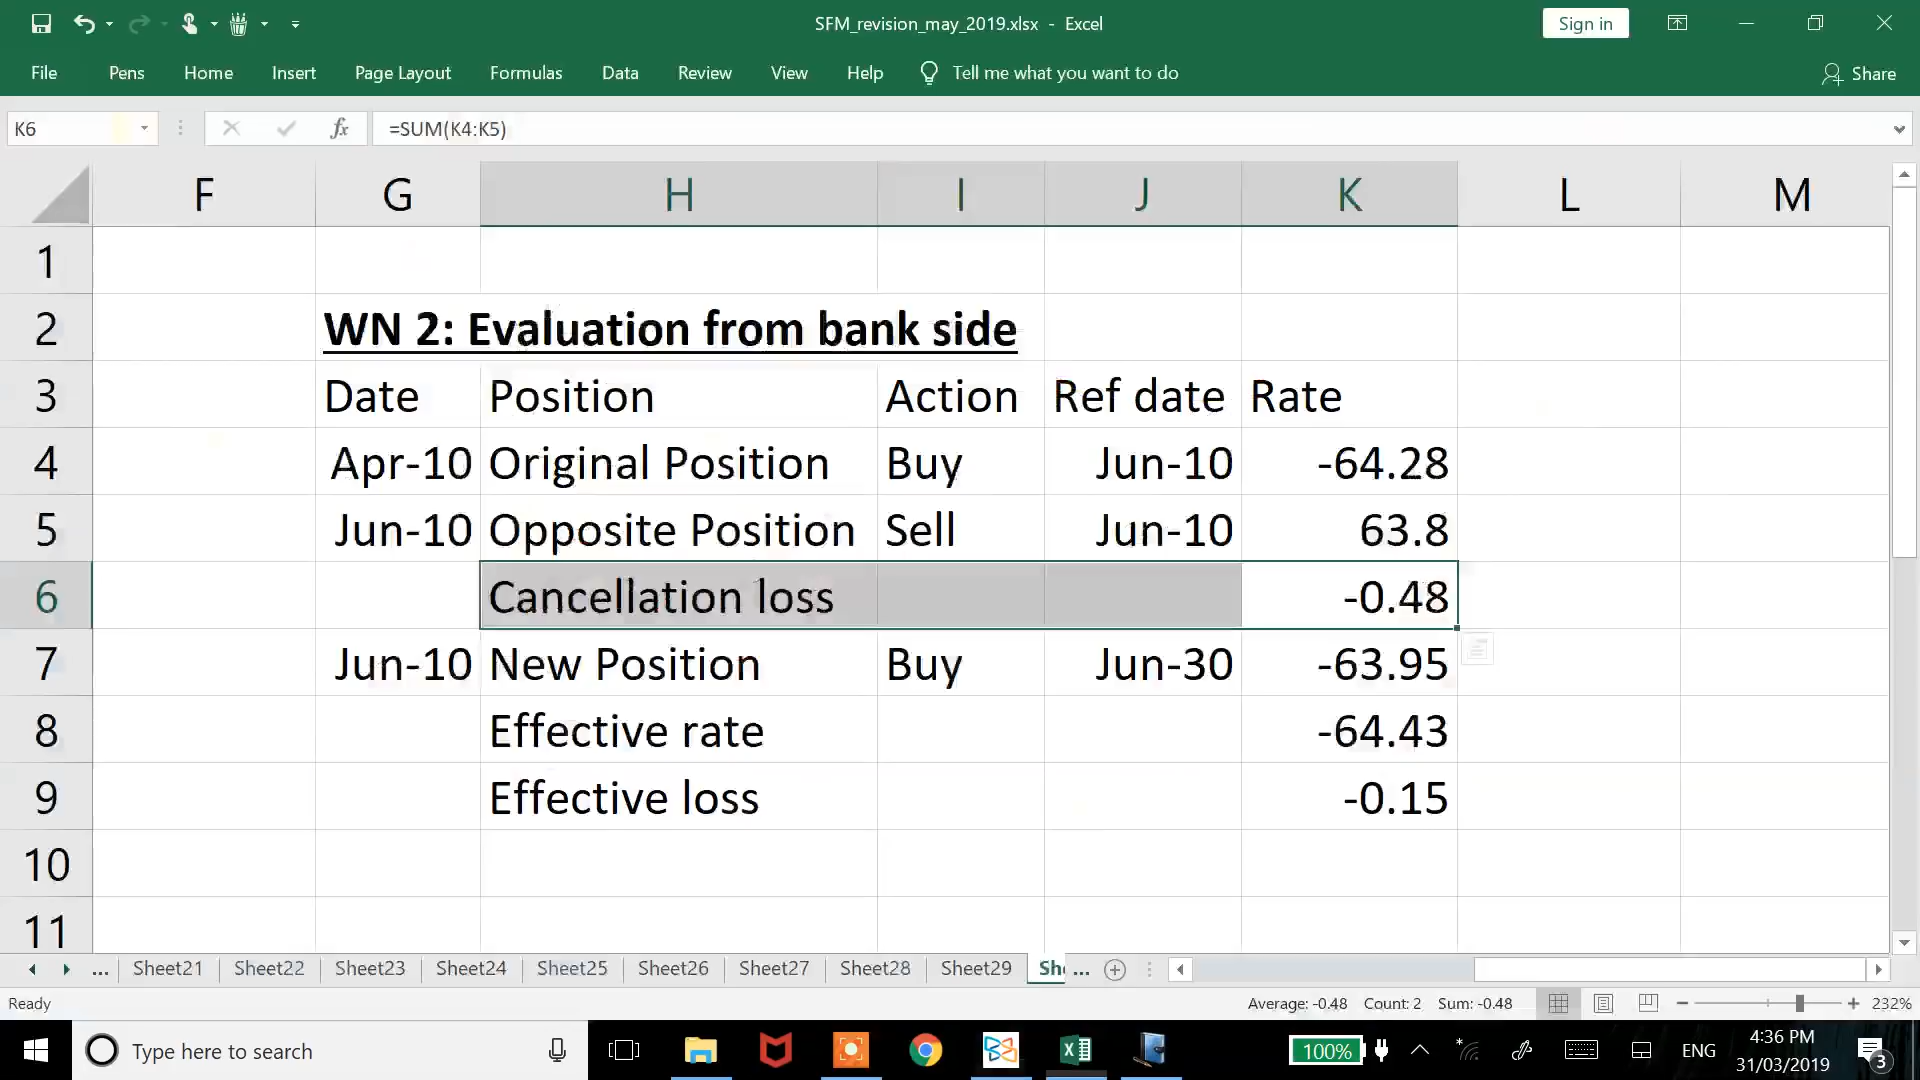 SFM_revision_may_2019.xlsx - Excel
Sign in
File Pens Home Insert Page Layout Formulas Data Review View Help Tell me what you want to do Share
K6 fx =SUM(K4:K5)
F G H I J K L M
1
2 WN 2: Evaluation from bank side
3 Date Position Action Ref date Rate
4 Apr-10 Original Position Buy Jun-10 -64.28
5 Jun-10 Opposite Position Sell Jun-10 63.8
6 Cancellation loss -0.48
7 Jun-10 New Position Buy Jun-30 -63.95
8 Effective rate -64.43
9 Effective loss -0.15
10
11
... Sheet21 Sheet22 Sheet23 Sheet24 Sheet25 Sheet26 Sheet27 Sheet28 Sheet29 She ...
Ready Average: -0.48 Count: 2 Sum: -0.48 232%
Type here to search 100% ENG 4:36 PM
31/03/2019 3